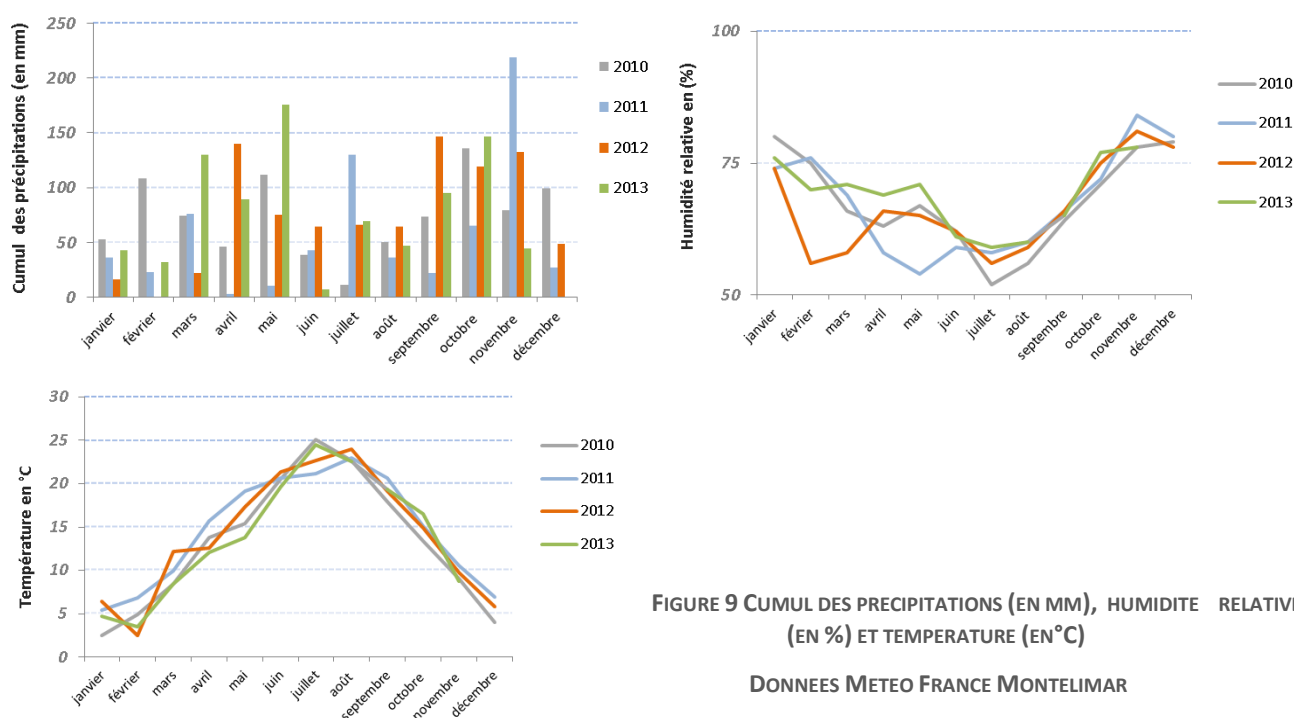 Cumul des précipitations (en mm)
250
200
150
100
50
0
janvier
février
mars
avril
mai
juin
juillet
août
septembre
octobre
novembre
décembre
2010
2011
2012
2013
Humidité relative en (%)
100
75
50
janvier
février
mars
avril
mai
juin
juillet
août
septembre
octobre
novembre
décembre
2010
2011
2012
2013
Température en °C
30
25
20
15
10
5
0
janvier
février
mars
avril
mai
juin
juillet
août
septembre
octobre
novembre
décembre
2010
2011
2012
2013
FIGURE 9 CUMUL DES PRECIPITATIONS (EN MM), HUMIDITE RELATIVE
(EN %) ET TEMPERATURE (EN°C)
DONNEES METEO FRANCE MONTELIMAR